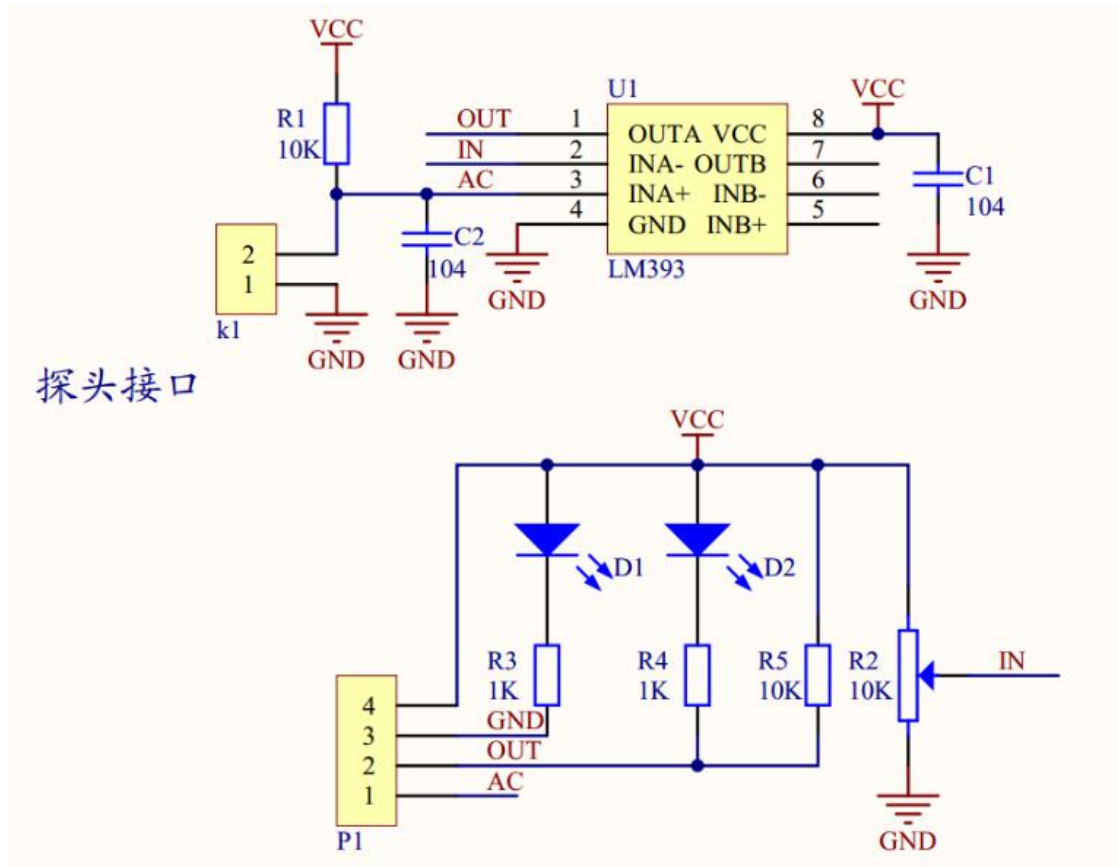 VCC
R1
10K
OUT
IN
AC
1
2
3
4
U1
OUTA VCC
INA- OUTB
INA+ INB-
GND INB+
LM393
8
7
6
5
VCC
C1
104
GND
C2
104
GND
GND
GND
2
1
k1
探头接口
VCC
D1
D2
R3
1K
R4
1K
R5
10K
R2
10K
IN
GND
4
3
2
1
GND
OUT
AC
P1